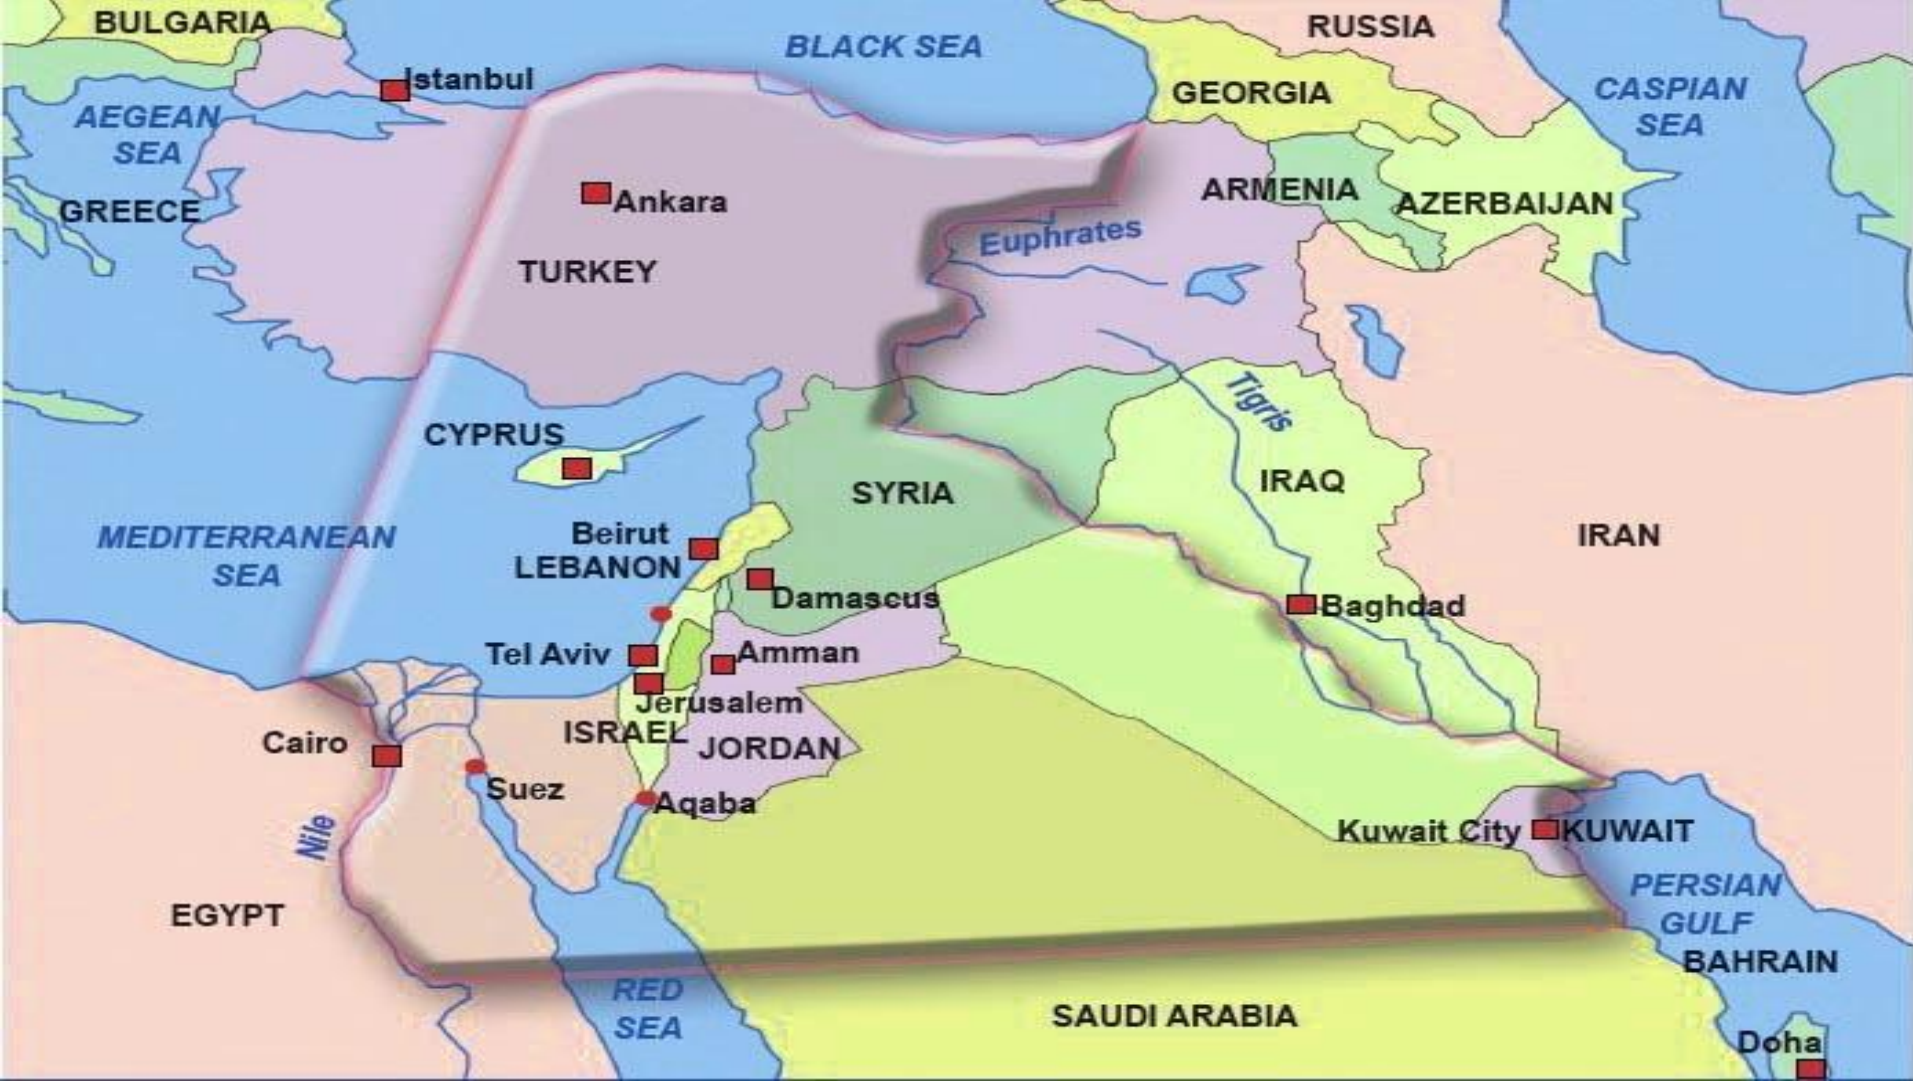 BULGARIA
RUSSIA
BLACK SEA
Istanbul
GEORGIA
CASPIAN
SEA
AEGEAN
SEA
GREECE
Ankara
ARMENIA
AZERBAIJAN
Euphrates
TURKEY
Tigris
CYPRUS
SYRIA
IRAQ
IRAN
MEDITERRANEAN
SEA
Beirut
LEBANON
Damascus
Baghdad
Tel Aviv
Amman
Jerusalem
ISRAEL
JORDAN
Cairo
Suez
Aqaba
Nile
Kuwait City
KUWAIT
EGYPT
PERSIAN
GULF
BAHRAIN
RED
SEA
SAUDI ARABIA
Doha